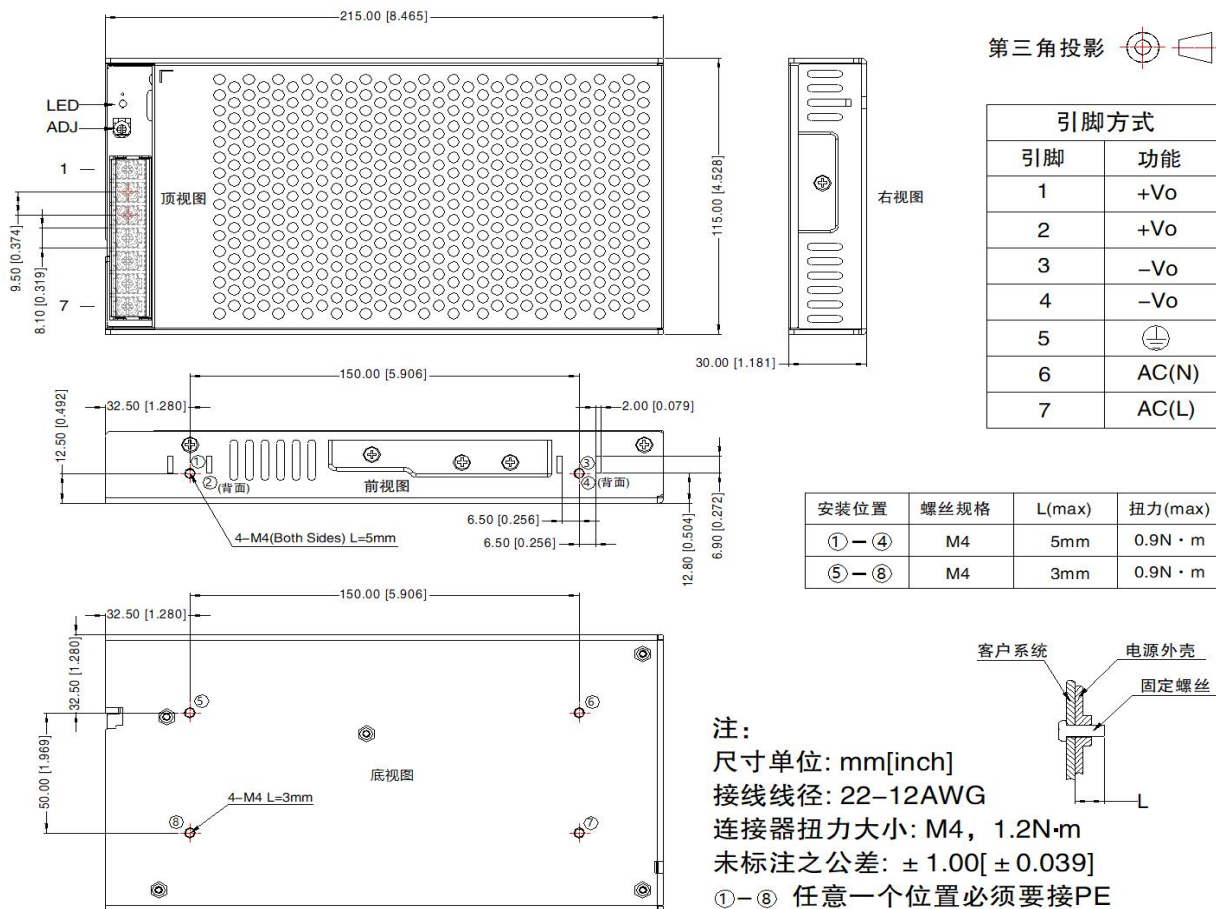 215.00 [8.465]
LED
ADJ
1
7
9.50 [0.374]
8.10 [0.319]
顶视图
115.00 [4.528]
30.00 [1.181]
右视图
第三角投影
引脚方式
引脚 功能
1 +Vo
2 +Vo
3 -Vo
4 -Vo
5
6 AC(N)
7 AC(L)
150.00 [5.906]
32.50 [1.280]
12.50 [0.492]
2.00 [0.079]
①
②(背面)
前视图
③
④(背面)
6.50 [0.256]
6.50 [0.256]
12.80 [0.504]
6.90 [0.272]
4-M4(Both Sides) L=5mm
安装位置 螺丝规格 L(max) 扭力(max)
①-④ M4 5mm 0.9N·m
⑤-⑧ M4 3mm 0.9N·m
150.00 [5.906]
32.50 [1.280]
32.50 [1.280]
50.00 [1.969]
⑤
⑥
底视图
4-M4 L=3mm
⑧
⑦
客户系统
电源外壳
固定螺丝
L
注:
尺寸单位: mm[inch]
接线线径: 22-12AWG
连接器扭力大小: M4，1.2N·m
未标注之公差: ±1.00[±0.039]
①-⑧ 任意一个位置必须要接PE